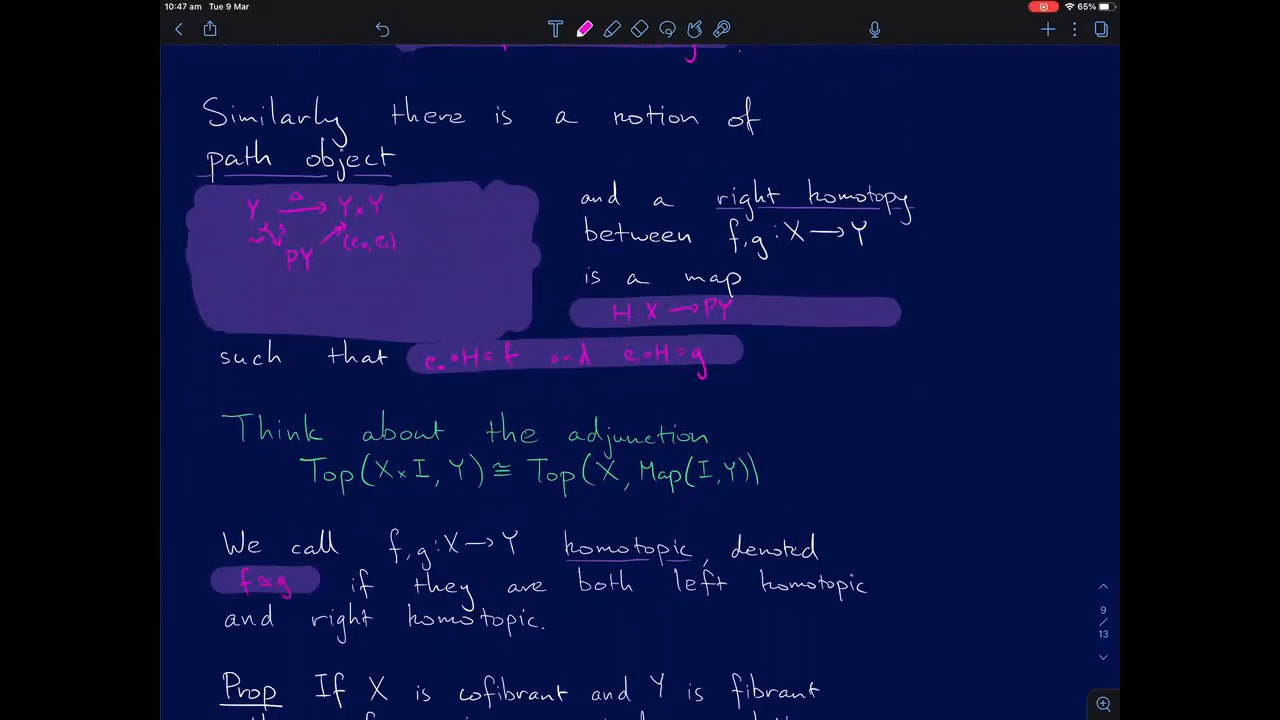 10:47 am Tue 9 Mar
65%
Similarly there is a notion of
path object
Y Δ→ Y×Y
~ s
PY (e₀,e₁)
and a right homotopy
between f,g : X → Y
is a map
H: X → PY
such that e₀∘H = f and e₁∘H = g
Think about the adjunction
Top(X×I, Y) ≅ Top(X, Map(I,Y))
We call f,g : X → Y homotopic, denoted
f ≃ g if they are both left homotopic
and right homotopic.
9
/
13
Prop If X is cofibrant and Y is fibrant